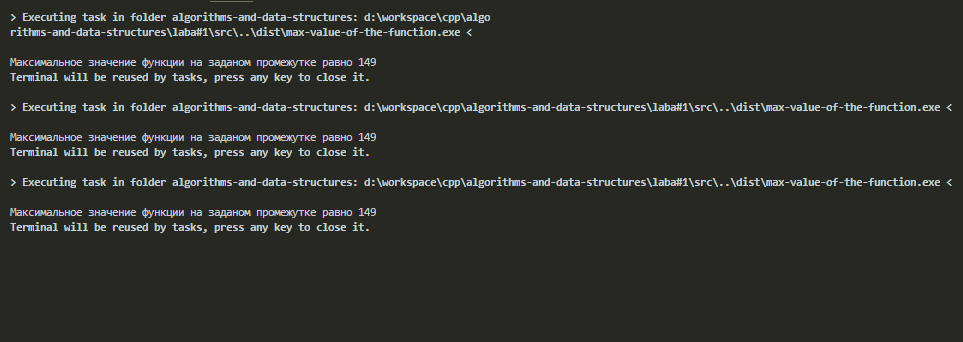 > Executing task in folder algorithms-and-data-structures: d:\workspace\cpp\algo
rithms-and-data-structures\laba#1\src\..\dist\max-value-of-the-function.exe <
Максимальное значение функции на заданом промежутке равно 149
Terminal will be reused by tasks, press any key to close it.
> Executing task in folder algorithms-and-data-structures: d:\workspace\cpp\algorithms-and-data-structures\laba#1\src\..\dist\max-value-of-the-function.exe <
Максимальное значение функции на заданом промежутке равно 149
Terminal will be reused by tasks, press any key to close it.
> Executing task in folder algorithms-and-data-structures: d:\workspace\cpp\algorithms-and-data-structures\laba#1\src\..\dist\max-value-of-the-function.exe <
Максимальное значение функции на заданом промежутке равно 149
Terminal will be reused by tasks, press any key to close it.